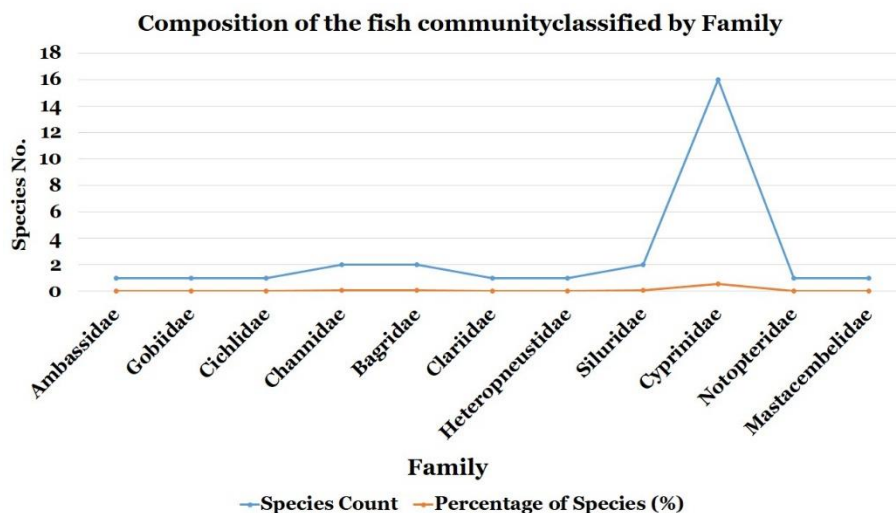 Composition of the fish communityclassified by Family
18
16
14
12
10
8
6
4
2
0
Species No.
Ambassidae
Gobiidae
Cichlidae
Channidae
Bagridae
Clariidae
Heteropneustidae
Siluridae
Cyprinidae
Notopteridae
Mastacembelidae
Family
Species Count
Percentage of Species (%)